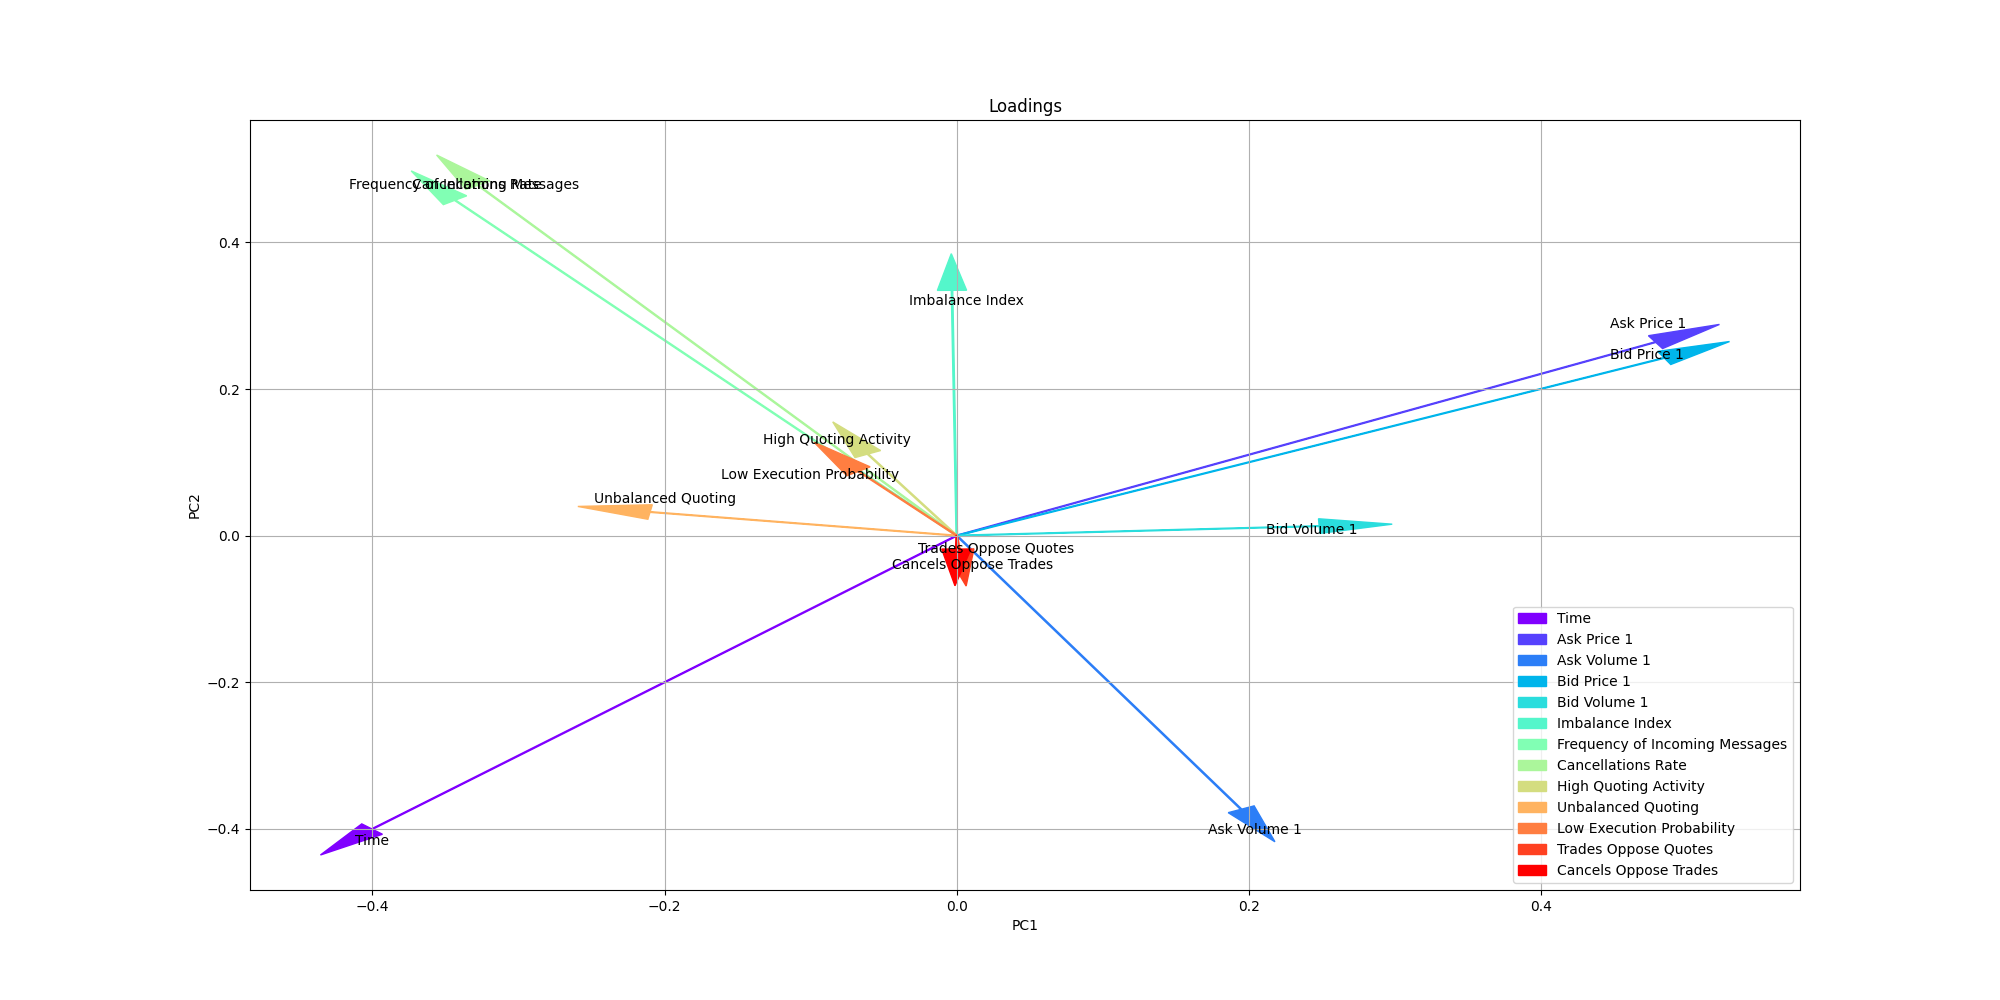 Loadings
Frequency of Incoming Messages
Cancellations Rate
Imbalance Index
Ask Price 1
Bid Price 1
High Quoting Activity
Low Execution Probability
Unbalanced Quoting
Bid Volume 1
Trades Oppose Quotes
Cancels Oppose Trades
Ask Volume 1
Time
PC2
0.4
0.2
0.0
−0.2
−0.4
−0.4
−0.2
0.0
0.2
0.4
PC1
Time
Ask Price 1
Ask Volume 1
Bid Price 1
Bid Volume 1
Imbalance Index
Frequency of Incoming Messages
Cancellations Rate
High Quoting Activity
Unbalanced Quoting
Low Execution Probability
Trades Oppose Quotes
Cancels Oppose Trades